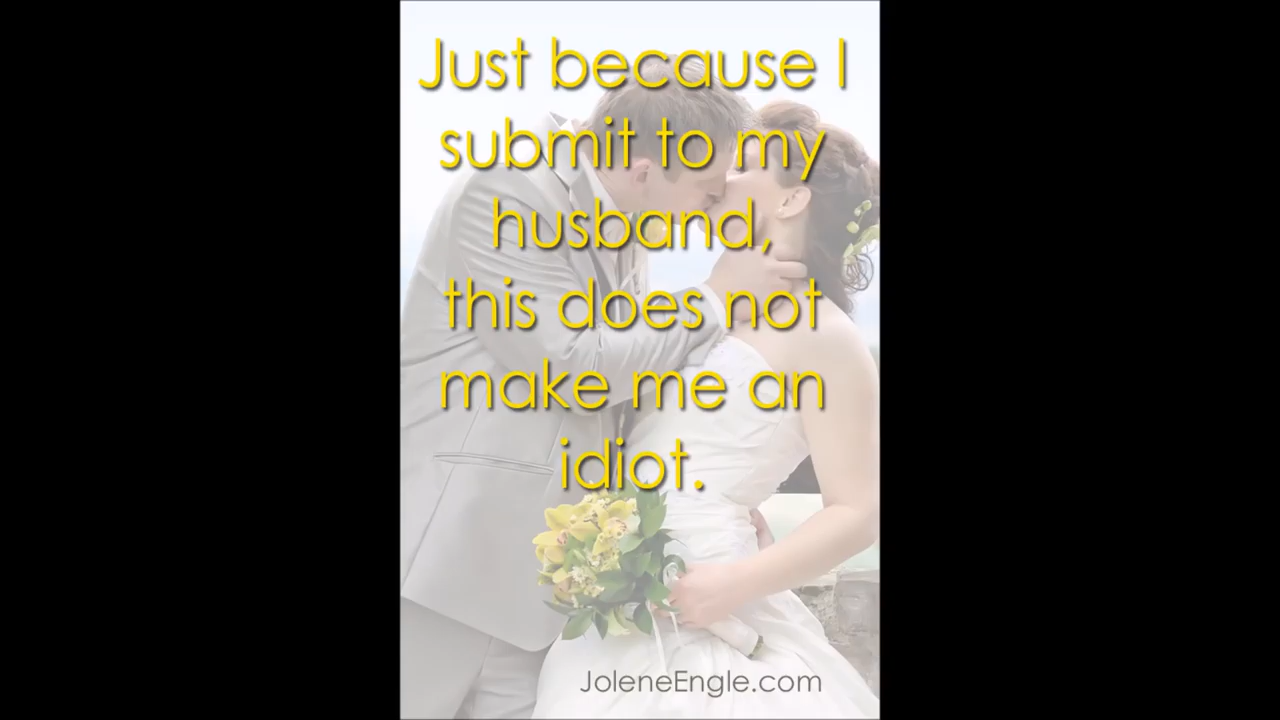 Just because I
submit to my
husband,
this does not
make me an
idiot.
JoleneEngle.com